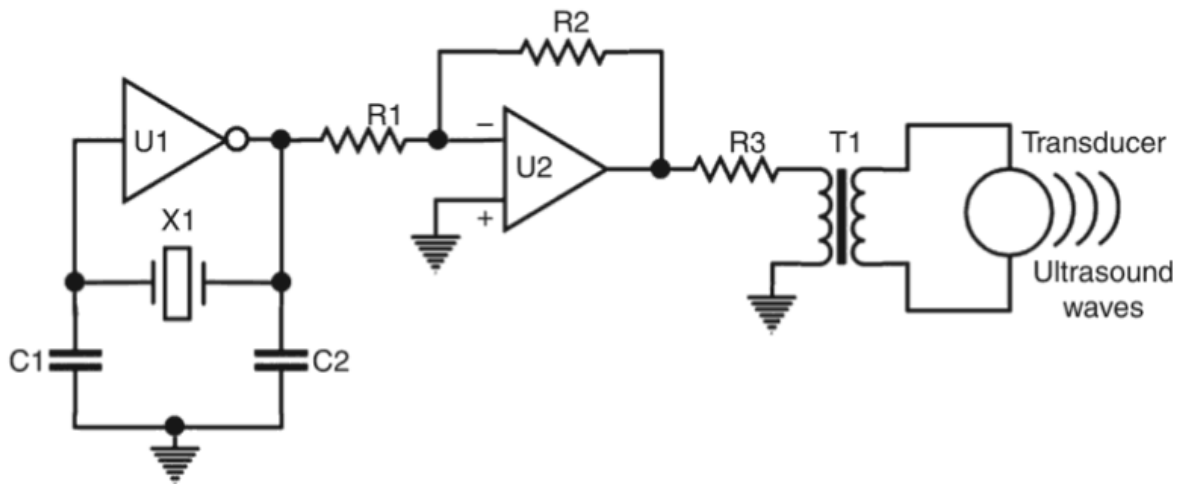 R2
R1
U1
−
U2
+
R3
T1
Transducer
X1
Ultrasound
waves
C1
C2